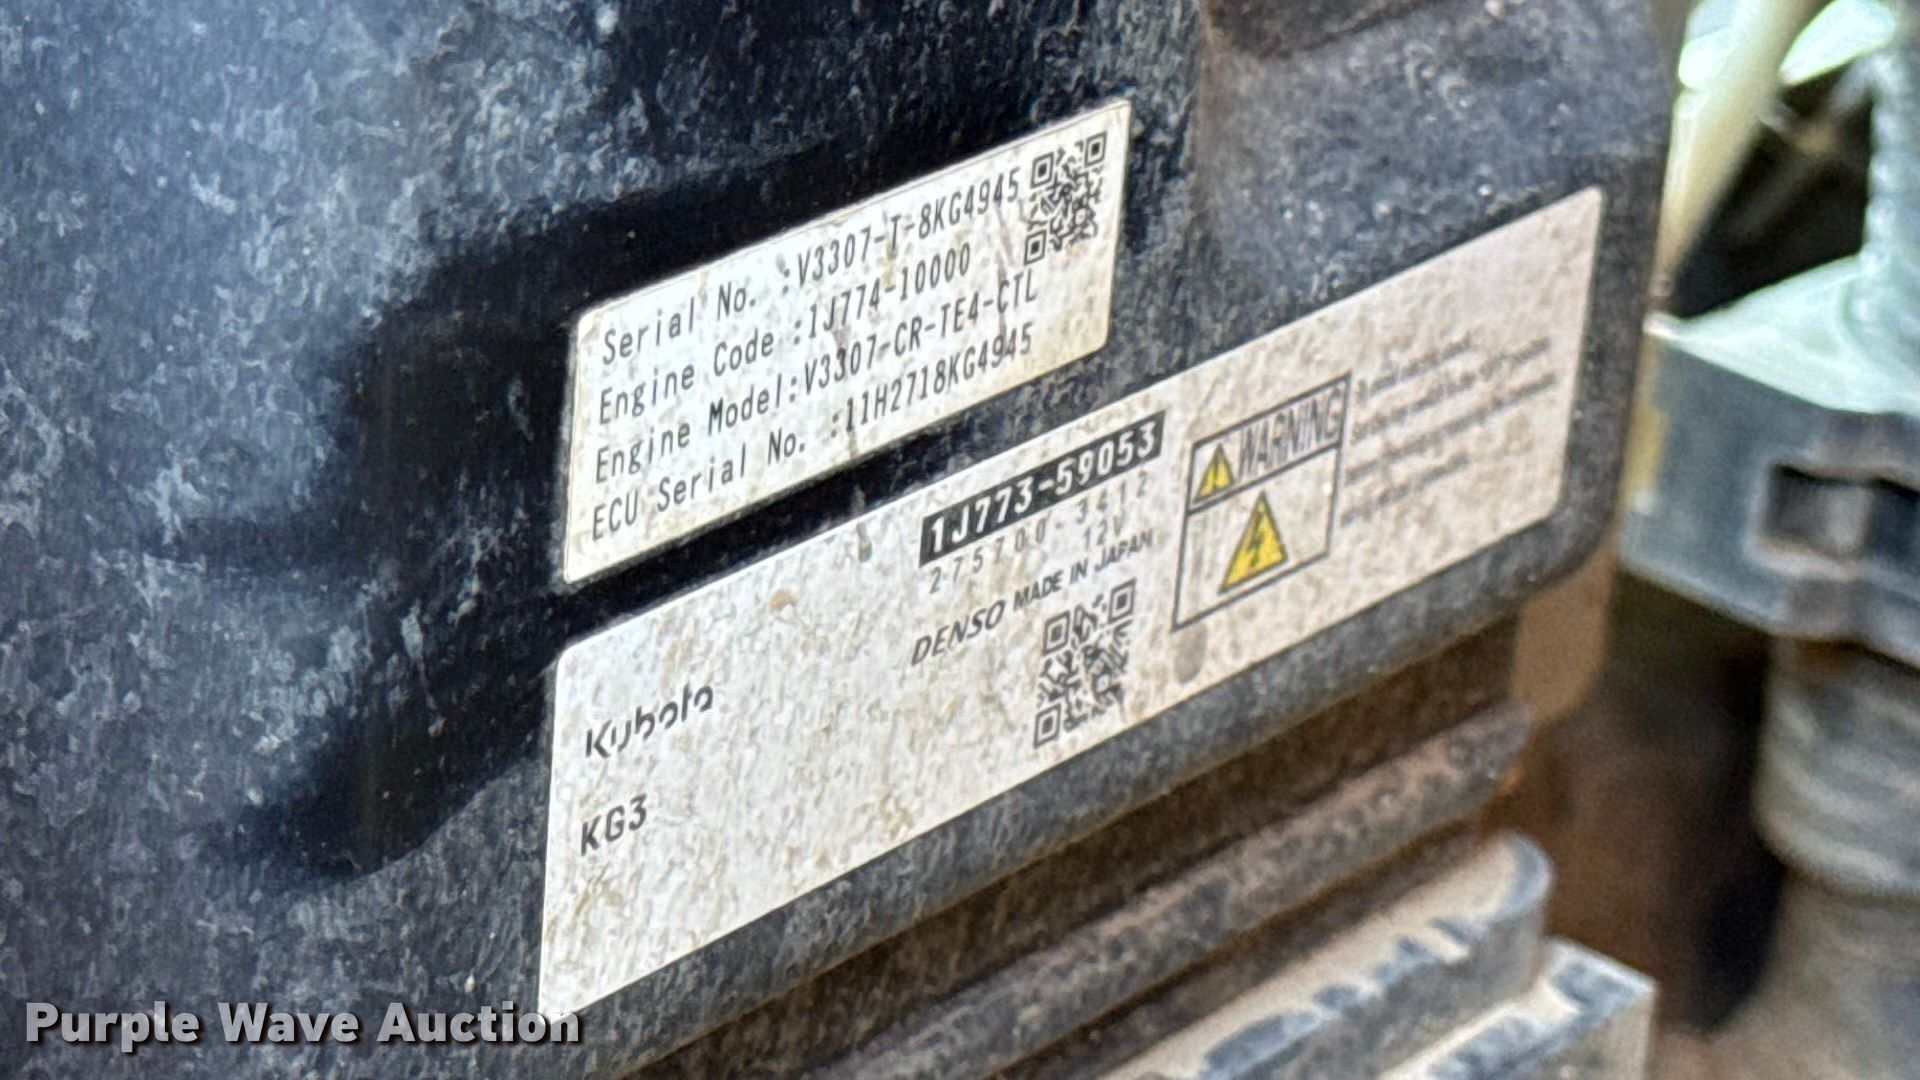 Serial No. :V3307-T-8KG4945
Engine Code :1J774-10000
Engine Model:V3307-CR-TE4-CTL
ECU Serial No. :11H2718KG4945
1J773-59053
275700-3412
12V
DENSO MADE IN JAPAN
Kubota
KG3
WARNING
Purple Wave Auction